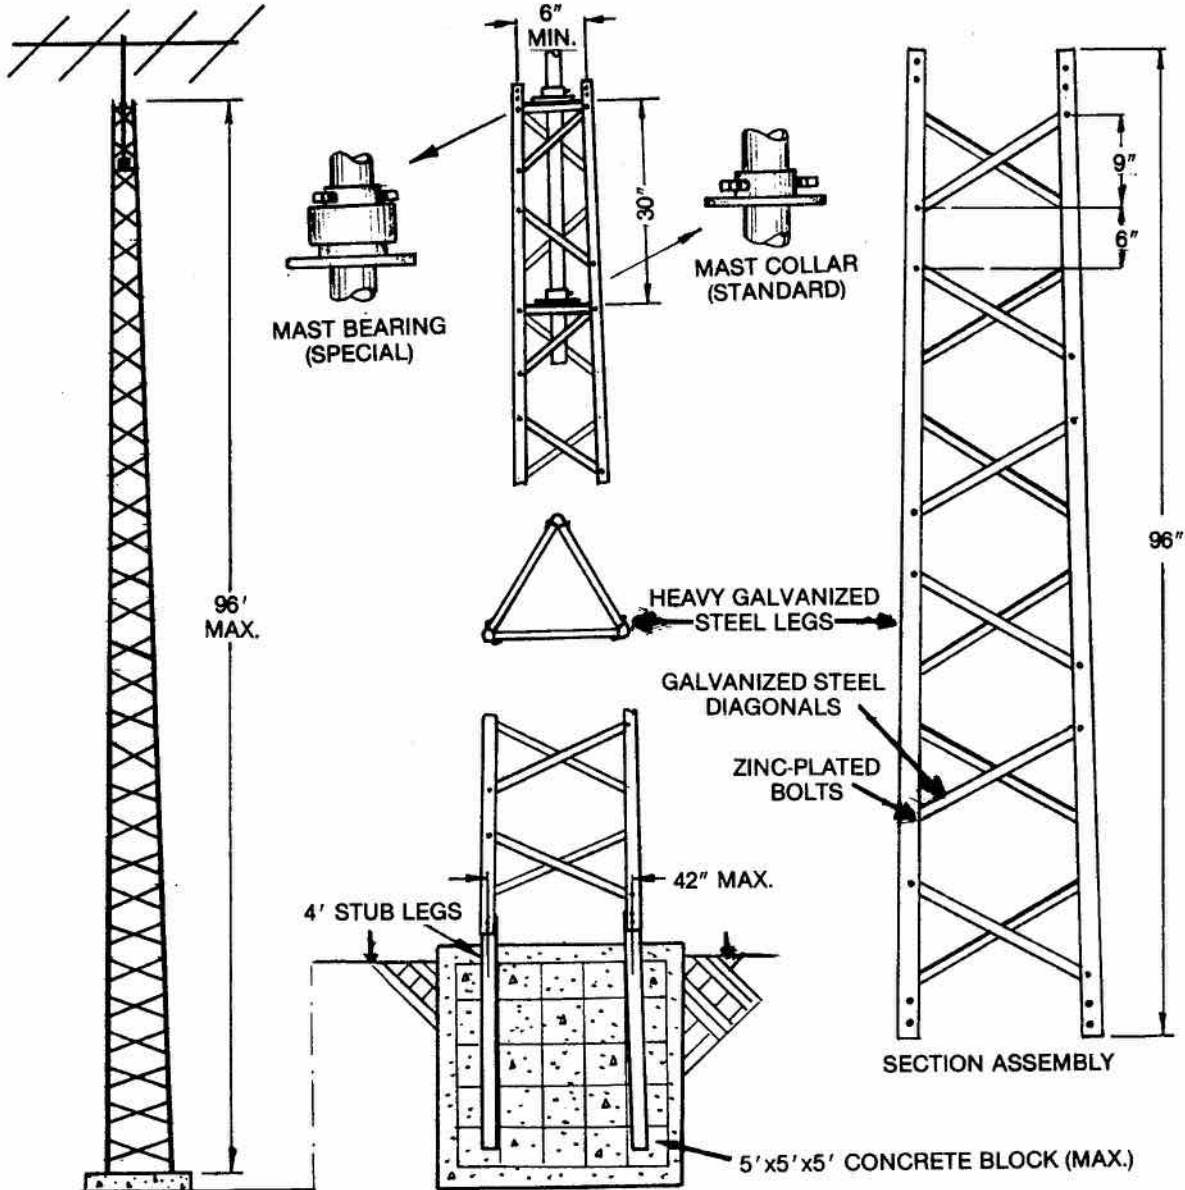 6″
MIN.
30″
MAST BEARING
(SPECIAL)
MAST COLLAR
(STANDARD)
9″
6″
96″
96′
MAX.
HEAVY GALVANIZED
STEEL LEGS
GALVANIZED STEEL
DIAGONALS
ZINC-PLATED
BOLTS
42″ MAX.
4′ STUB LEGS
SECTION ASSEMBLY
5′x5′x5′ CONCRETE BLOCK (MAX.)